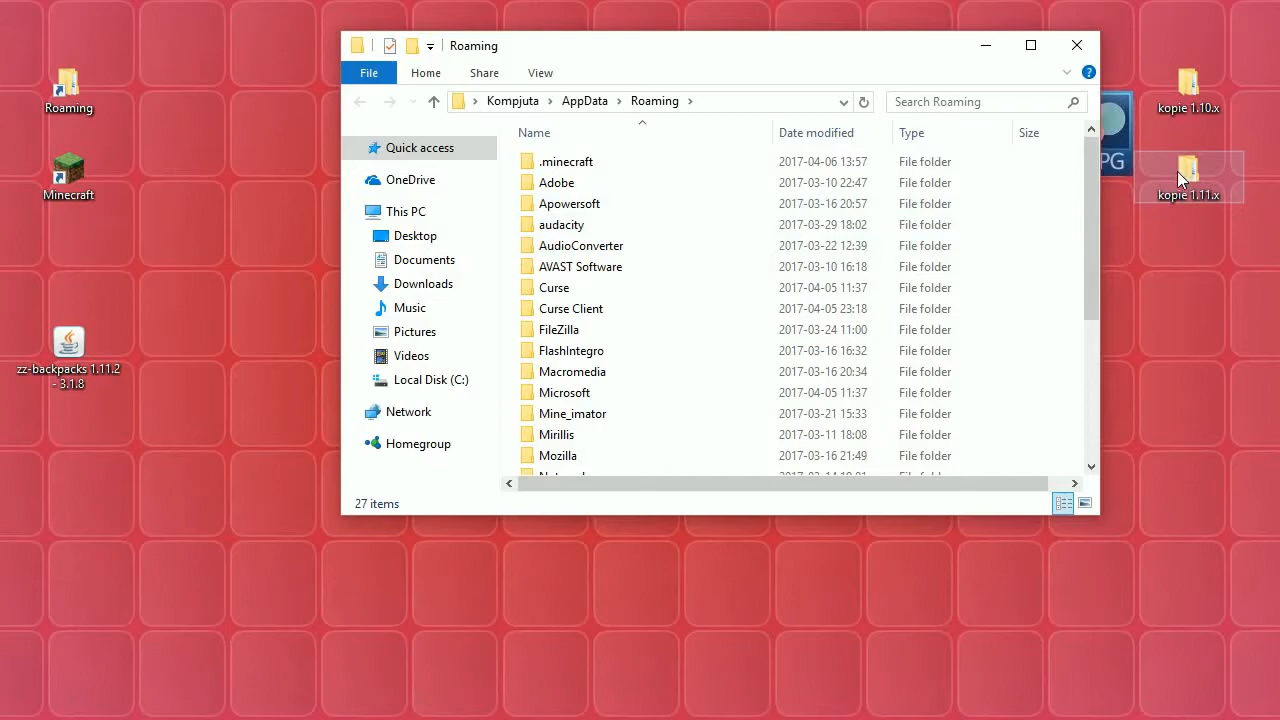 Roaming
Minecraft
zz-backpacks 1.11.2
- 3.1.8
Roaming
File
Home
Share
View
Kompjuta
AppData
Roaming
Search Roaming
Quick access
OneDrive
This PC
Desktop
Documents
Downloads
Music
Pictures
Videos
Local Disk (C:)
Network
Homegroup
Name Date modified Type Size
.minecraft 2017-04-06 13:57 File folder
Adobe 2017-03-10 22:47 File folder
Apowersoft 2017-03-16 20:57 File folder
audacity 2017-03-29 18:02 File folder
AudioConverter 2017-03-22 12:39 File folder
AVAST Software 2017-03-10 16:18 File folder
Curse 2017-04-05 11:37 File folder
Curse Client 2017-04-05 23:18 File folder
FileZilla 2017-03-24 11:00 File folder
FlashIntegro 2017-03-16 16:32 File folder
Macromedia 2017-03-16 20:34 File folder
Microsoft 2017-04-05 11:37 File folder
Mine_imator 2017-03-21 15:33 File folder
Mirillis 2017-03-11 18:08 File folder
Mozilla 2017-03-16 21:49 File folder
27 items
PG
kopie 1.10.x
kopie 1.11.x